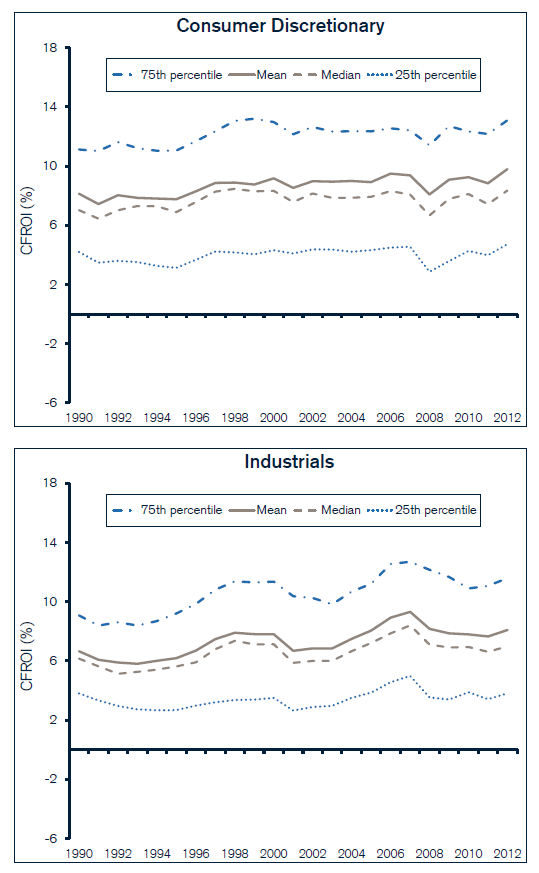 Consumer Discretionary
18
75th percentile Mean Median 25th percentile
14
10
6
2
-2
-6
CFROI (%)
1990 1992 1994 1996 1998 2000 2002 2004 2006 2008 2010 2012
Industrials
18
75th percentile Mean Median 25th percentile
14
10
6
2
-2
-6
CFROI (%)
1990 1992 1994 1996 1998 2000 2002 2004 2006 2008 2010 2012